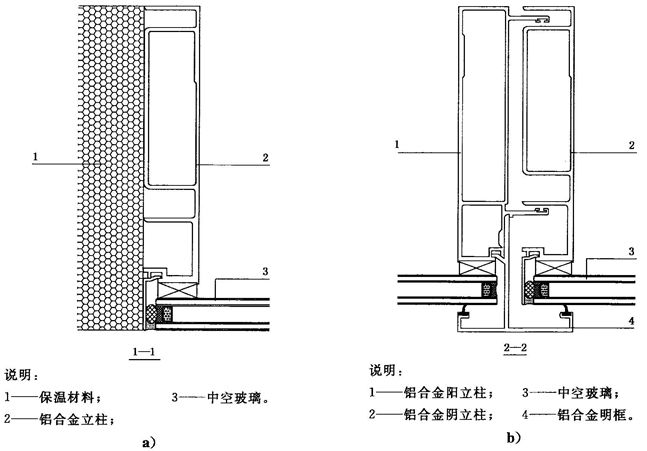 1
2
3
1—1
说明：
1——保温材料；
3——中空玻璃。
2——铝合金立柱；
a）
1
2
3
4
2—2
说明：
1——铝合金阳立柱；
3——中空玻璃；
2——铝合金阴立柱；
4——铝合金明框。
b）